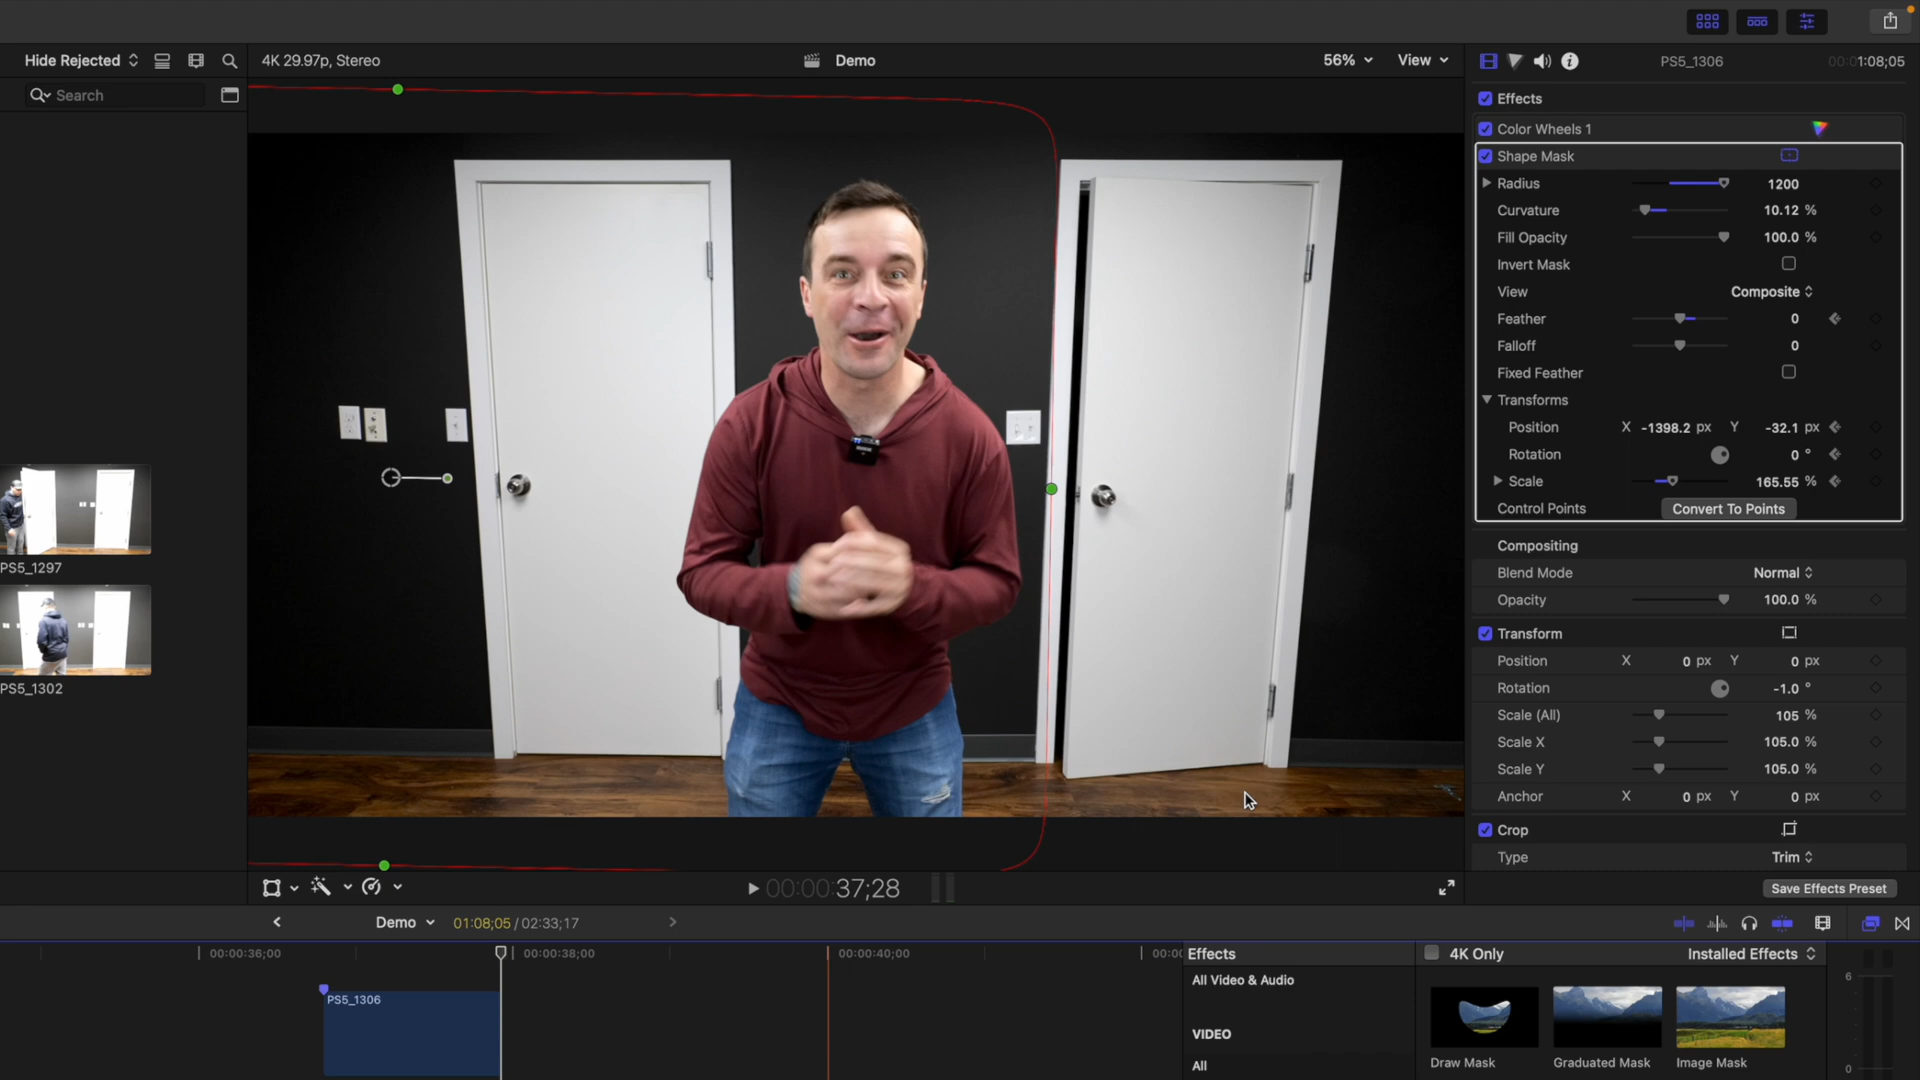 Hide Rejected
4K 29.97p, Stereo
Demo
56%
View
PS5_1306
00:01:08;05
Search
Effects
Color Wheels 1
Shape Mask
Radius 1200
Curvature 10.12 %
Fill Opacity 100.0 %
Invert Mask
View Composite
Feather 0
Falloff 0
Fixed Feather
Transforms
Position X -1398.2 px Y -32.1 px
Rotation 0 °
Scale 165.55 %
Control Points Convert To Points
Compositing
Blend Mode Normal
Opacity 100.0 %
Transform
Position X 0 px Y 0 px
Rotation -1.0 °
Scale (All) 105 %
Scale X 105.0 %
Scale Y 105.0 %
Anchor X 0 px Y 0 px
Crop
Type Trim
Save Effects Preset
PS5_1297
PS5_1302
00:00:37;28
Demo
01:08;05 / 02:33;17
00:00:36;00
00:00:38;00
00:00:40;00
PS5_1306
Effects
4K Only
Installed Effects
All Video & Audio
VIDEO
All
Draw Mask
Graduated Mask
Image Mask
6
0